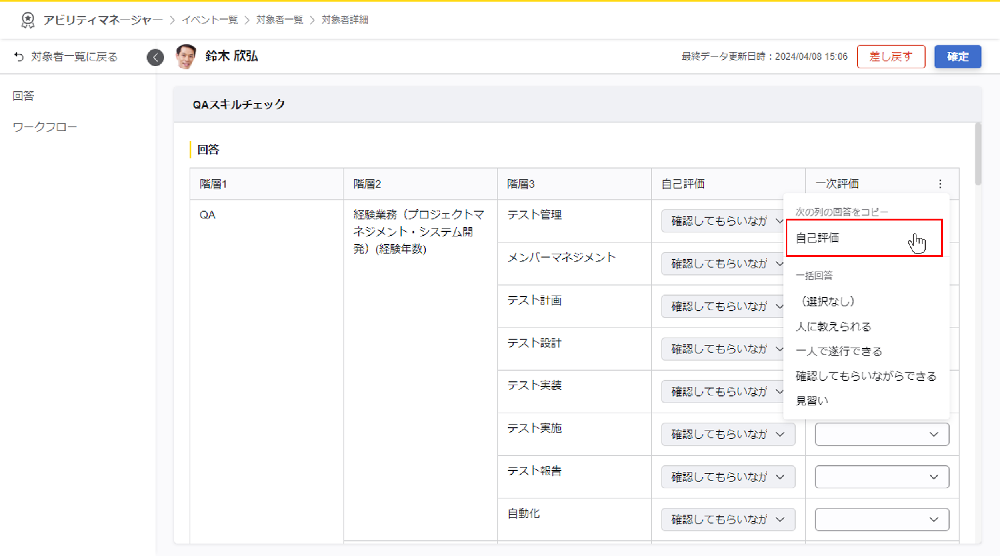 アビリティマネージャー > イベント一覧 > 対象者一覧 > 対象者詳細
対象者一覧に戻る
鈴木 欣弘
最終データ更新日時：2024/04/08 15:06
差し戻す
確定
回答
ワークフロー
QAスキルチェック
回答
階層1
階層2
階層3
自己評価
一次評価
QA
経験業務（プロジェクトマ
ネジメント・システム開
発）(経験年数)
テスト管理
確認してもらいなが
メンバーマネジメント
確認してもらいなが
テスト計画
確認してもらいなが
テスト設計
確認してもらいなが
テスト実装
確認してもらいなが
テスト実施
確認してもらいなが
テスト報告
確認してもらいなが
自動化
確認してもらいなが
次の列の回答をコピー
自己評価
一括回答
（選択なし）
人に教えられる
一人で遂行できる
確認してもらいながらできる
見習い